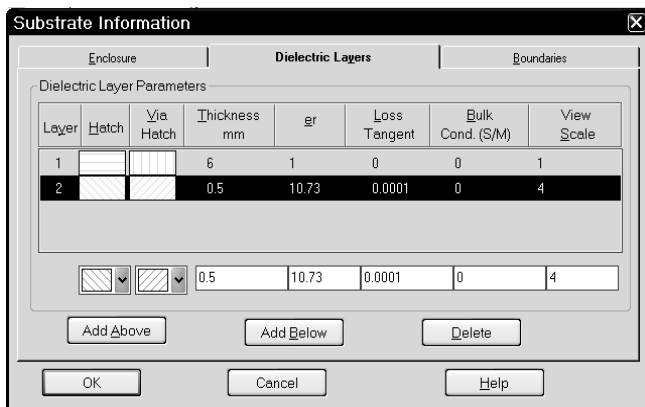 Substrate Information
Enclosure Dielectric Layers Boundaries
Dielectric Layer Parameters
Layer Hatch Via Hatch Thickness mm er Loss Tangent Bulk Cond. (S/M) View Scale
1 6 1 0 0 1
2 0.5 10.73 0.0001 0 4
0.5 10.73 0.0001 0 4
Add Above Add Below Delete
OK Cancel Help